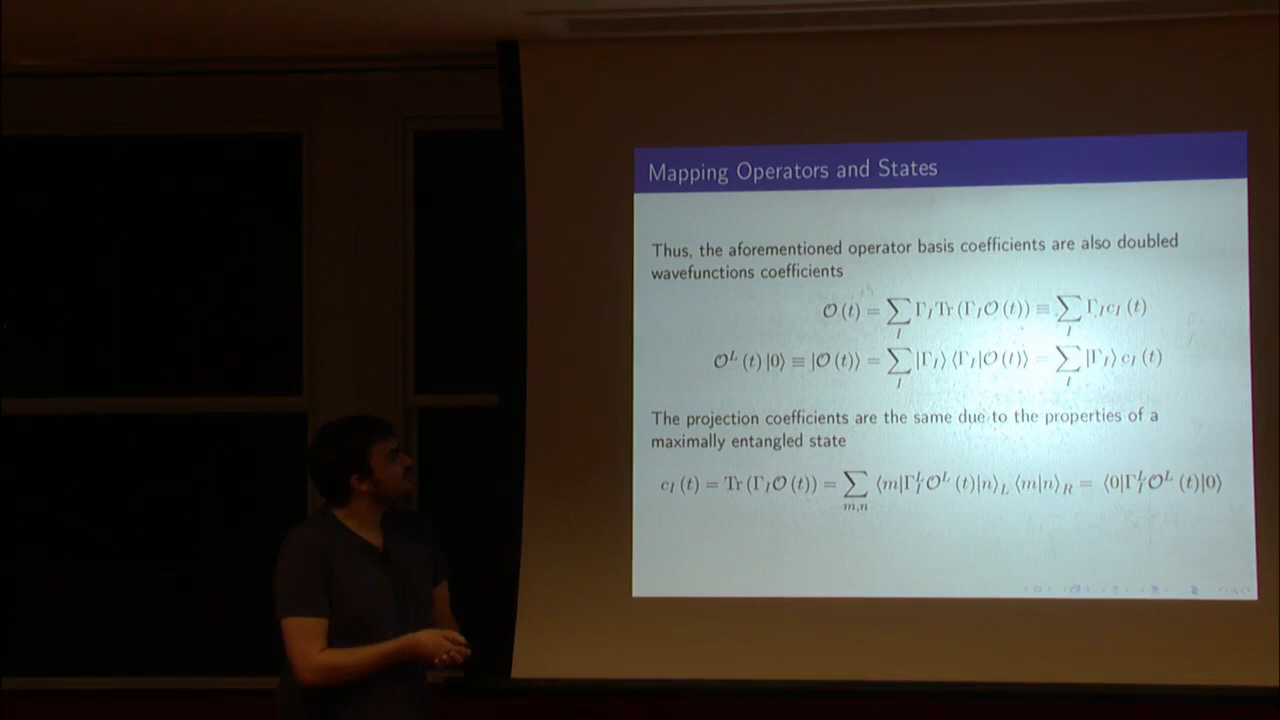 Mapping Operators and States
Thus, the aforementioned operator basis coefficients are also doubled
wavefunctions coefficients
𝒪 (t) = ∑_I Γ_I Tr (Γ_I 𝒪 (t)) ≡ ∑_I Γ_I c_I (t)
𝒪^L (t) |0⟩ ≡ |𝒪 (t)⟩ = ∑_I |Γ_I⟩ ⟨Γ_I|𝒪 (t)⟩ = ∑_I |Γ_I⟩ c_I (t)
The projection coefficients are the same due to the properties of a
maximally entangled state
c_I (t) = Tr (Γ_I 𝒪 (t)) = ∑_{m,n} ⟨m|Γ_I^L 𝒪^L (t)|n⟩_L ⟨m|n⟩_R = ⟨0|Γ_I^L 𝒪^L (t)|0⟩